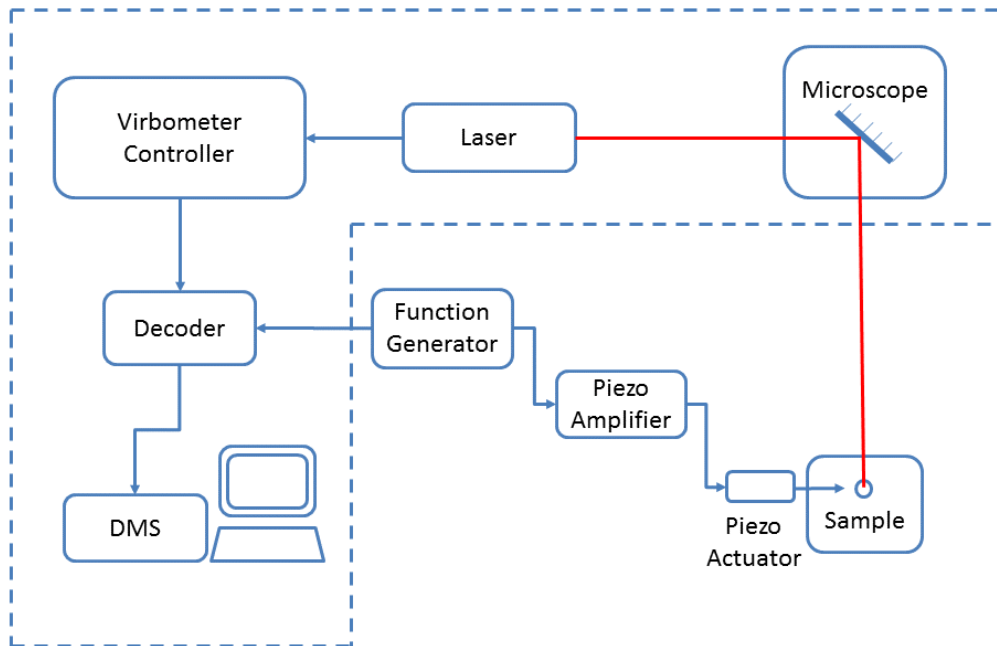 Microscope
Virbometer
Controller
Laser
Function
Generator
Decoder
Piezo
Amplifier
DMS
Sample
Piezo
Actuator